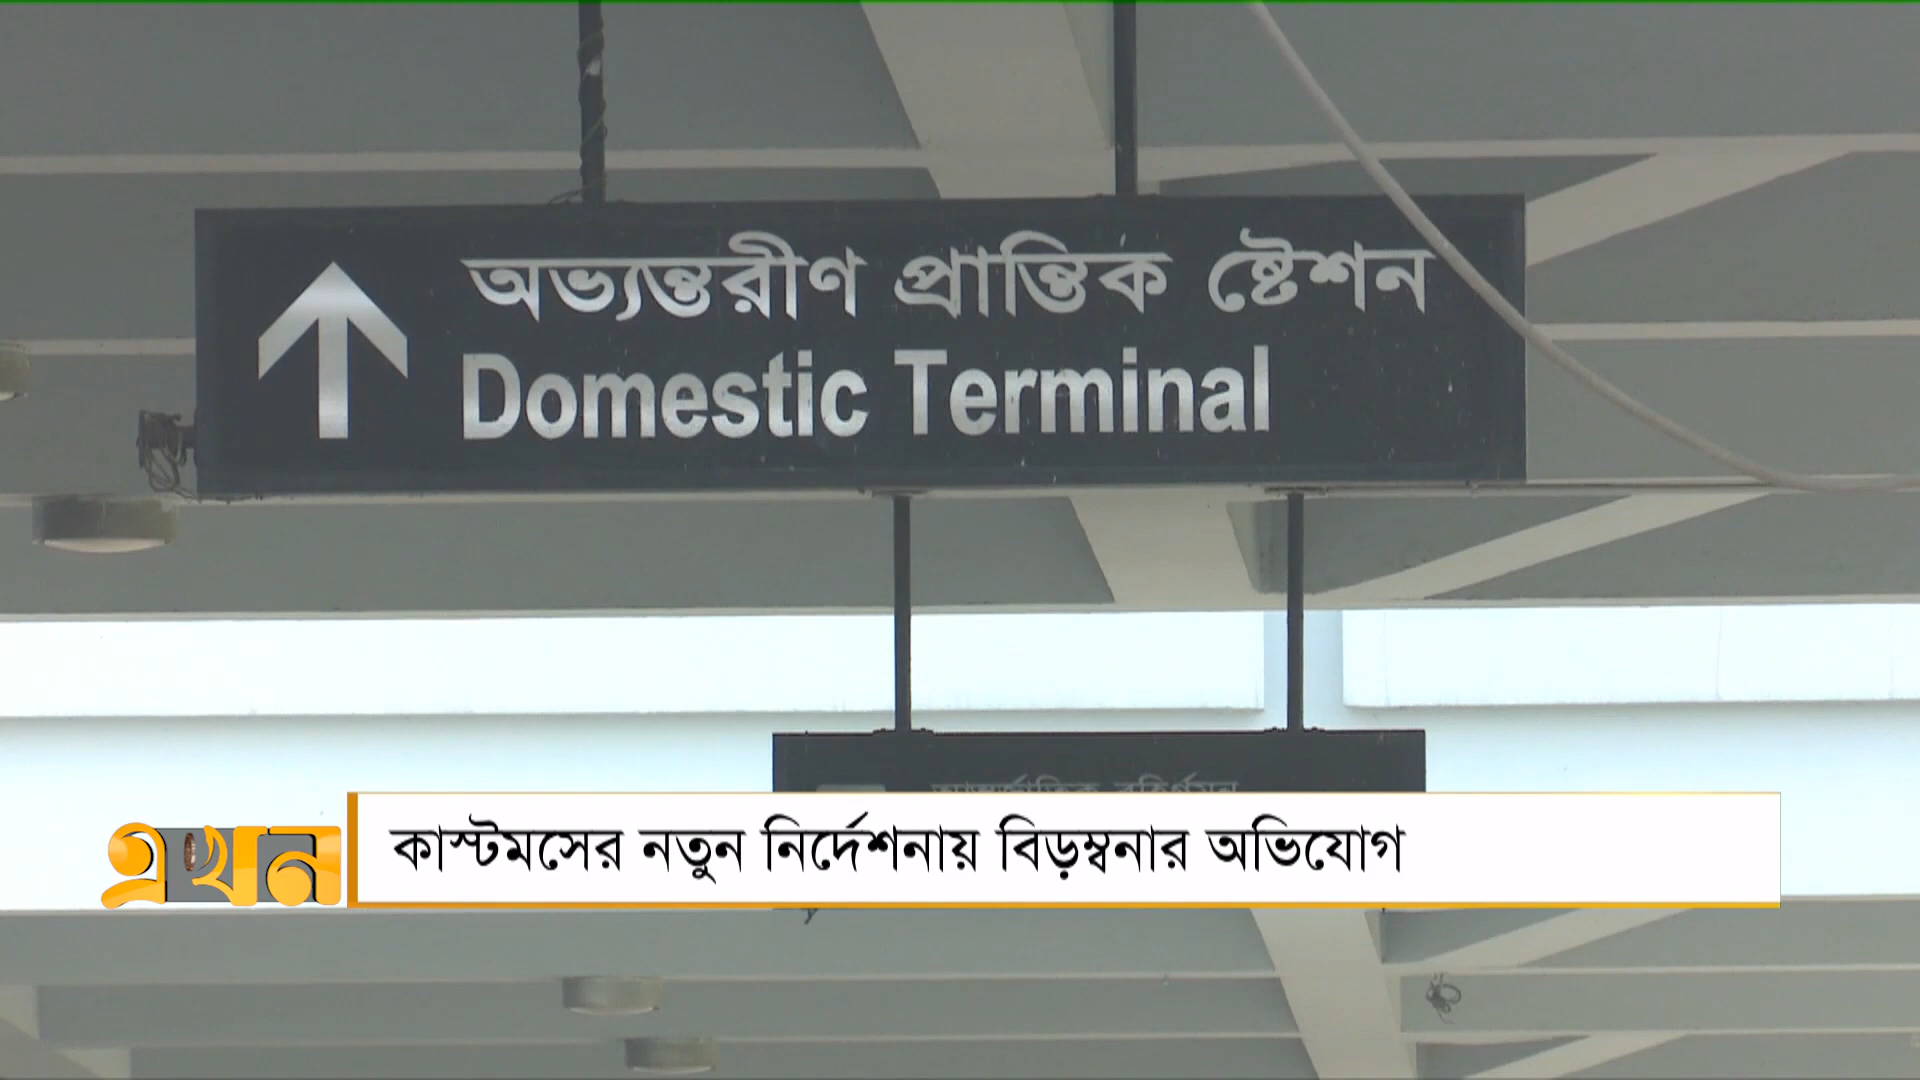 অভ্যন্তরীণ প্রান্তিক ষ্টেশন
Domestic Terminal
এখন
কাস্টমসের নতুন নির্দেশনায় বিড়ম্বনার অভিযোগ